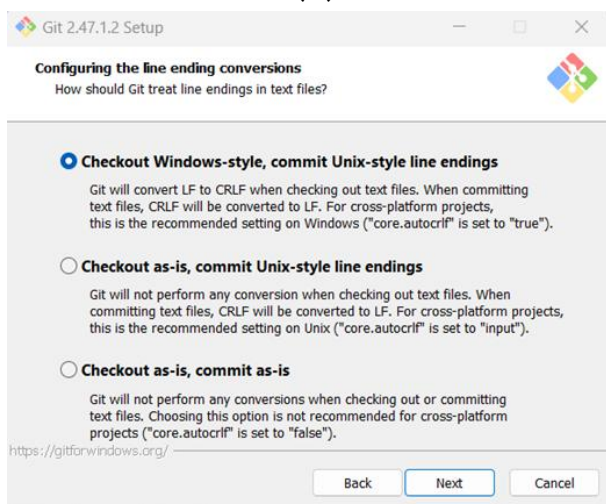 Git 2.47.1.2 Setup
Configuring the line ending conversions
How should Git treat line endings in text files?
Checkout Windows-style, commit Unix-style line endings
Git will convert LF to CRLF when checking out text files. When committing
text files, CRLF will be converted to LF. For cross-platform projects,
this is the recommended setting on Windows ("core.autocrlf" is set to "true").
Checkout as-is, commit Unix-style line endings
Git will not perform any conversion when checking out text files. When
committing text files, CRLF will be converted to LF. For cross-platform projects,
this is the recommended setting on Unix ("core.autocrlf" is set to "input").
Checkout as-is, commit as-is
Git will not perform any conversions when checking out or committing
text files. Choosing this option is not recommended for cross-platform
projects ("core.autocrlf" is set to "false").
https://gitforwindows.org/
Back Next Cancel